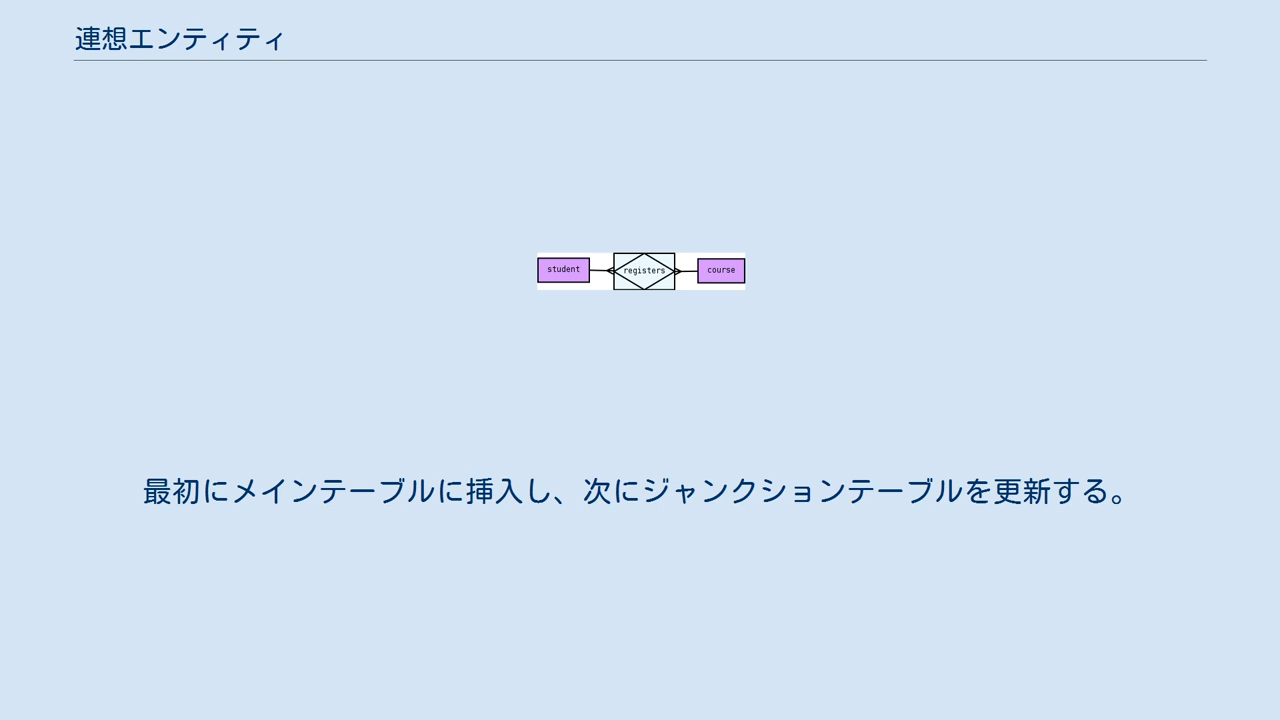 連想エンティティ
student registers course
最初にメインテーブルに挿入し、次にジャンクションテーブルを更新する。